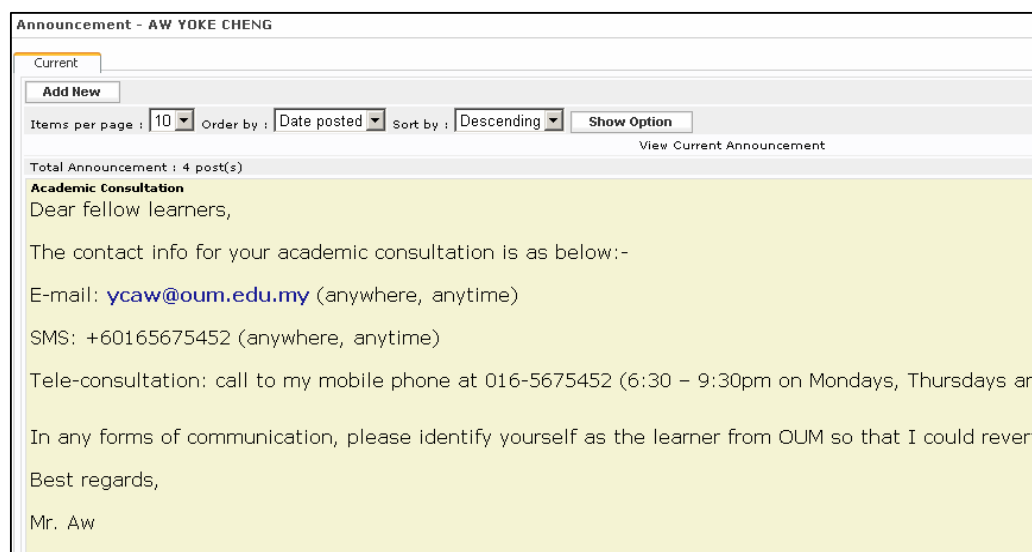 Announcement - AW YOKE CHENG
Current
Add New
Items per page : 10 Order by : Date posted Sort by : Descending Show Option
View Current Announcement
Total Announcement : 4 post(s)
Academic Consultation
Dear fellow learners,
The contact info for your academic consultation is as below:-
E-mail: ycaw@oum.edu.my (anywhere, anytime)
SMS: +60165675452 (anywhere, anytime)
Tele-consultation: call to my mobile phone at 016-5675452 (6:30 – 9:30pm on Mondays, Thursdays
In any forms of communication, please identify yourself as the learner from OUM so that I could
Best regards,
Mr. Aw